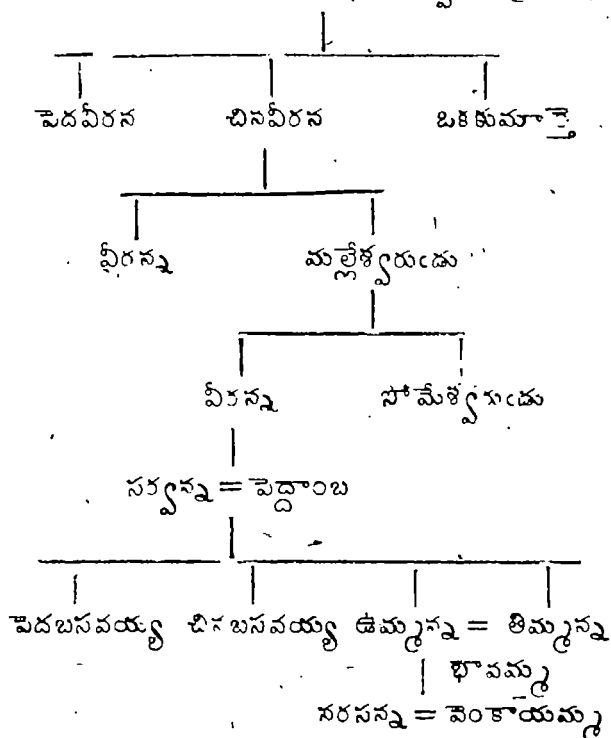 పెదవీరన చినవీరన ఒకకుమార్తె
వీరన్న మల్లేశ్వరుఁడు
వీరన్న సోమేశ్వరుఁడు
సర్వన్న = పెద్దాంబ
పెదబసవయ్య చినబసవయ్య ఉమ్మన్న = తిమ్మన్న
భావమ్మ
నరసన్న = వెంకాయమ్మ